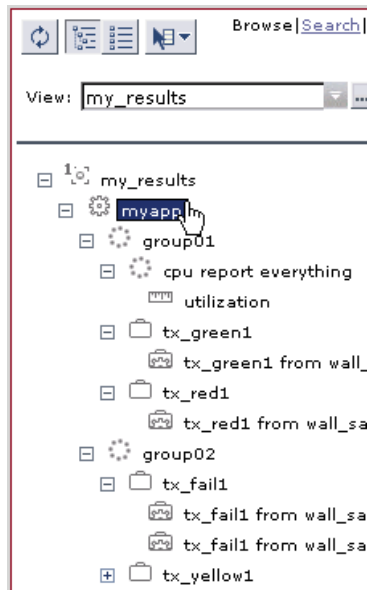 Browse|Search|
View: my_results ...
1 my_results
myapp
group01
cpu report everything
utilization
tx_green1
tx_green1 from wall_
tx_red1
tx_red1 from wall_sa
group02
tx_fail1
tx_fail1 from wall_sa
tx_fail1 from wall_sa
tx_yellow1